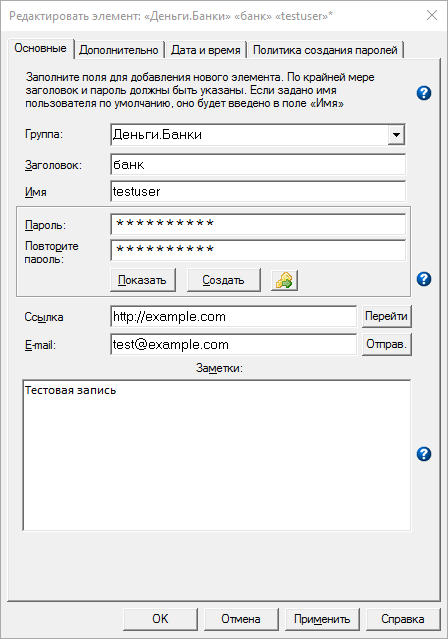 Редактировать элемент: «Деньги.Банки» «банк» «testuser»*
Основные Дополнительно Дата и время Политика создания паролей
Заполните поля для добавления нового элемента. По крайней мере
заголовок и пароль должны быть указаны. Если задано имя
пользователя по умолчанию, оно будет введено в поле «Имя»
Группа: Деньги.Банки
Заголовок: банк
Имя testuser
Пароль: **********
Повторите
пароль: **********
Показать Создать
Ссылка http://example.com Перейти
E-mail: test@example.com Отправ.
Заметки:
Тестовая запись
OK Отмена Применить Справка